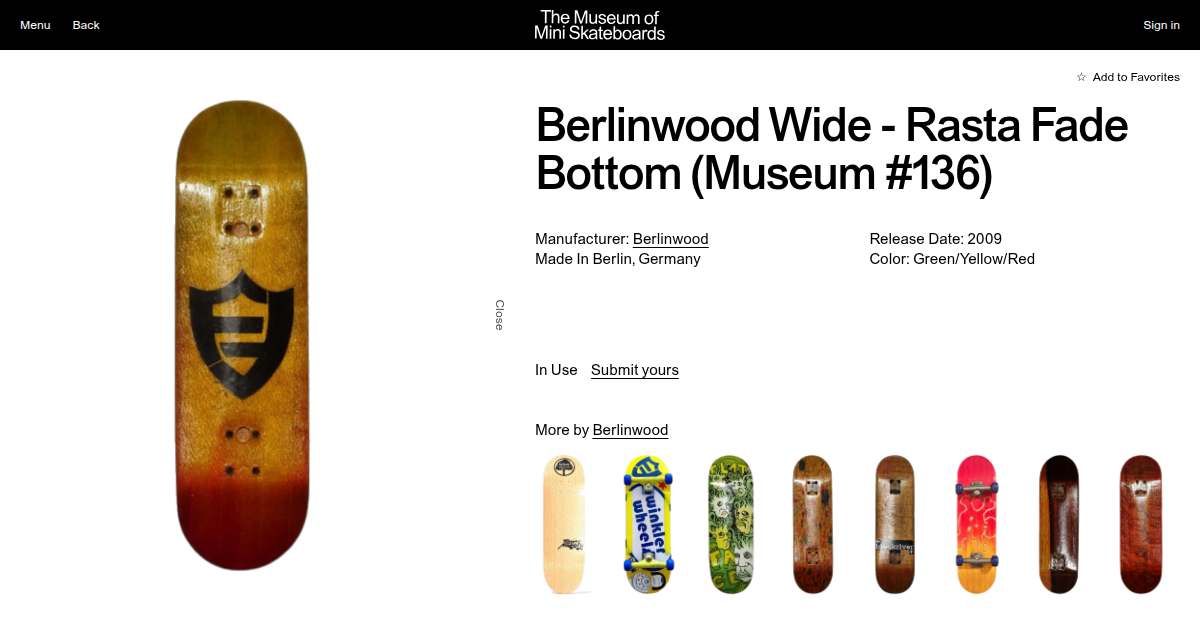 Menu
Back
The Museum of
Mini Skateboards
Sign in
☆ Add to Favorites
Berlinwood Wide - Rasta Fade
Bottom (Museum #136)
Manufacturer: Berlinwood
Made In Berlin, Germany
Release Date: 2009
Color: Green/Yellow/Red
Close
In Use
Submit yours
More by Berlinwood
winkler
wheels